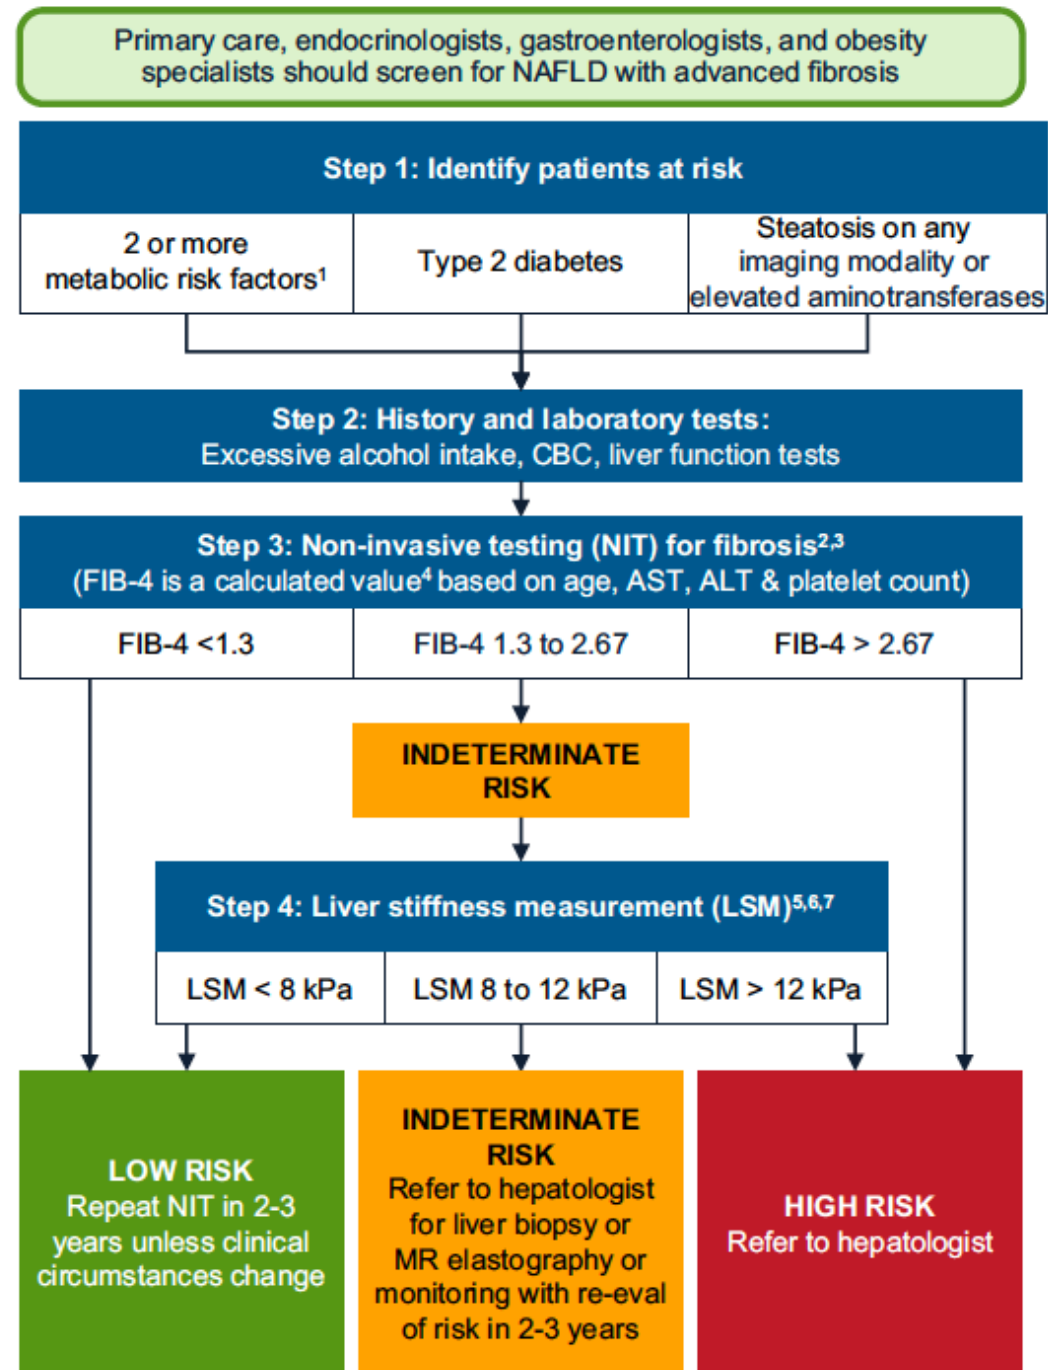 Primary care, endocrinologists, gastroenterologists, and obesity
specialists should screen for NAFLD with advanced fibrosis
Step 1: Identify patients at risk
2 or more
metabolic risk factors¹
Type 2 diabetes
Steatosis on any
imaging modality or
elevated aminotransferases
Step 2: History and laboratory tests:
Excessive alcohol intake, CBC, liver function tests
Step 3: Non-invasive testing (NIT) for fibrosis²,³
(FIB-4 is a calculated value⁴ based on age, AST, ALT & platelet count)
FIB-4 <1.3
FIB-4 1.3 to 2.67
FIB-4 > 2.67
INDETERMINATE
RISK
Step 4: Liver stiffness measurement (LSM)⁵,⁶,⁷
LSM < 8 kPa
LSM 8 to 12 kPa
LSM > 12 kPa
LOW RISK
Repeat NIT in 2-3
years unless clinical
circumstances change
INDETERMINATE
RISK
Refer to hepatologist
for liver biopsy or
MR elastography or
monitoring with re-eval
of risk in 2-3 years
HIGH RISK
Refer to hepatologist